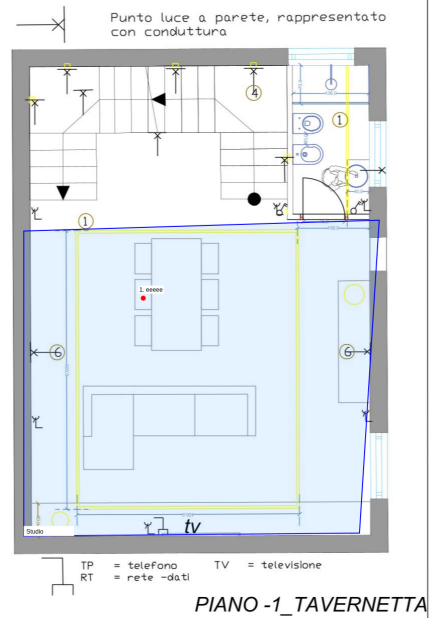 Punto luce a parete, rappresentato
con conduttura
4
1
1
1. eeeee
6
6
Studio
tv
TP = telefono TV = televisione
RT = rete -dati
PIANO -1_TAVERNETTA